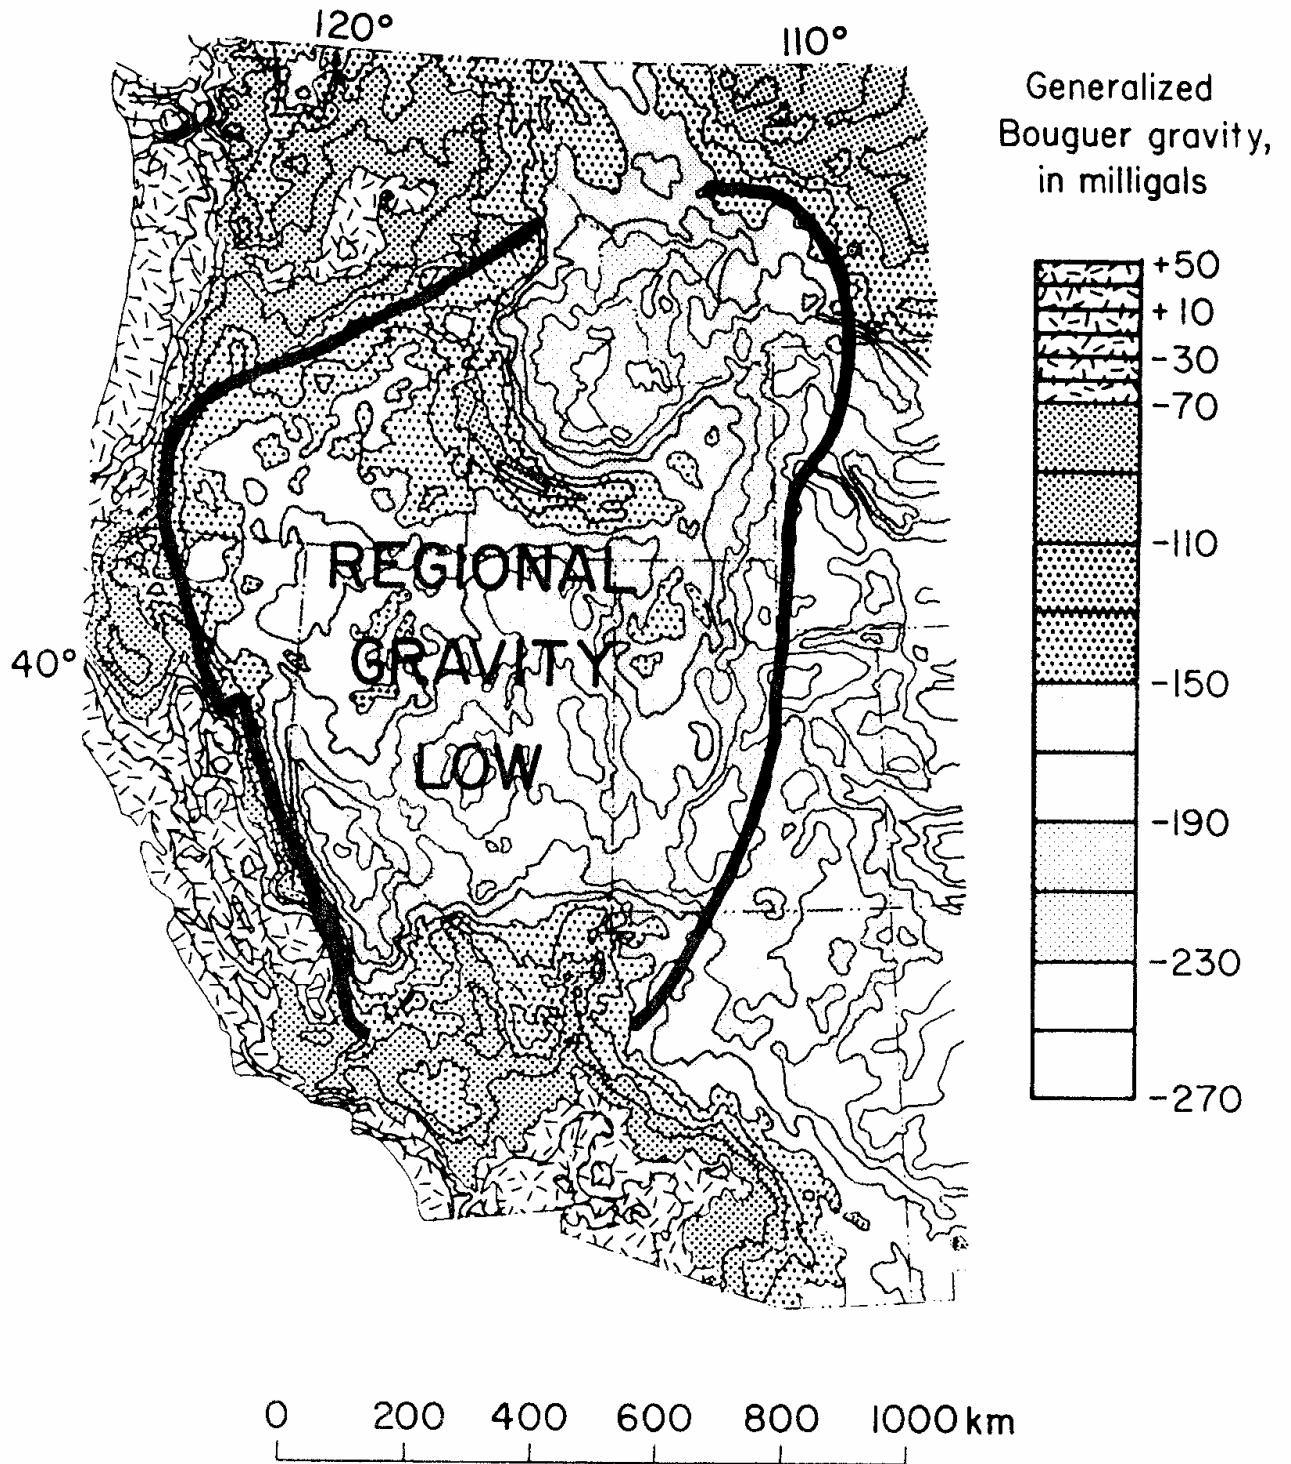 120°
110°
Generalized
Bouguer gravity,
in milligals
+50
+10
-30
-70
-110
-150
-190
-230
-270
40°
REGIONAL
GRAVITY
LOW
0 200 400 600 800 1000 km